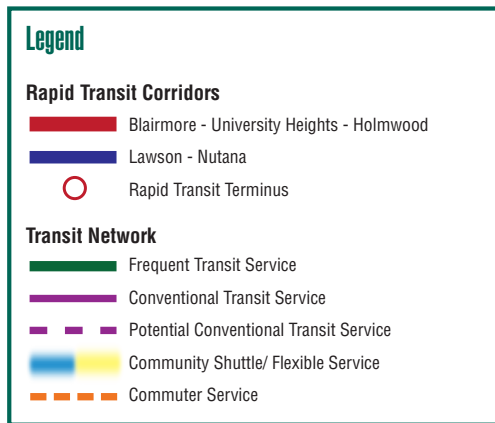 Legend
Rapid Transit Corridors
Blairmore - University Heights - Holmwood
Lawson - Nutana
Rapid Transit Terminus
Transit Network
Frequent Transit Service
Conventional Transit Service
Potential Conventional Transit Service
Community Shuttle/ Flexible Service
Commuter Service